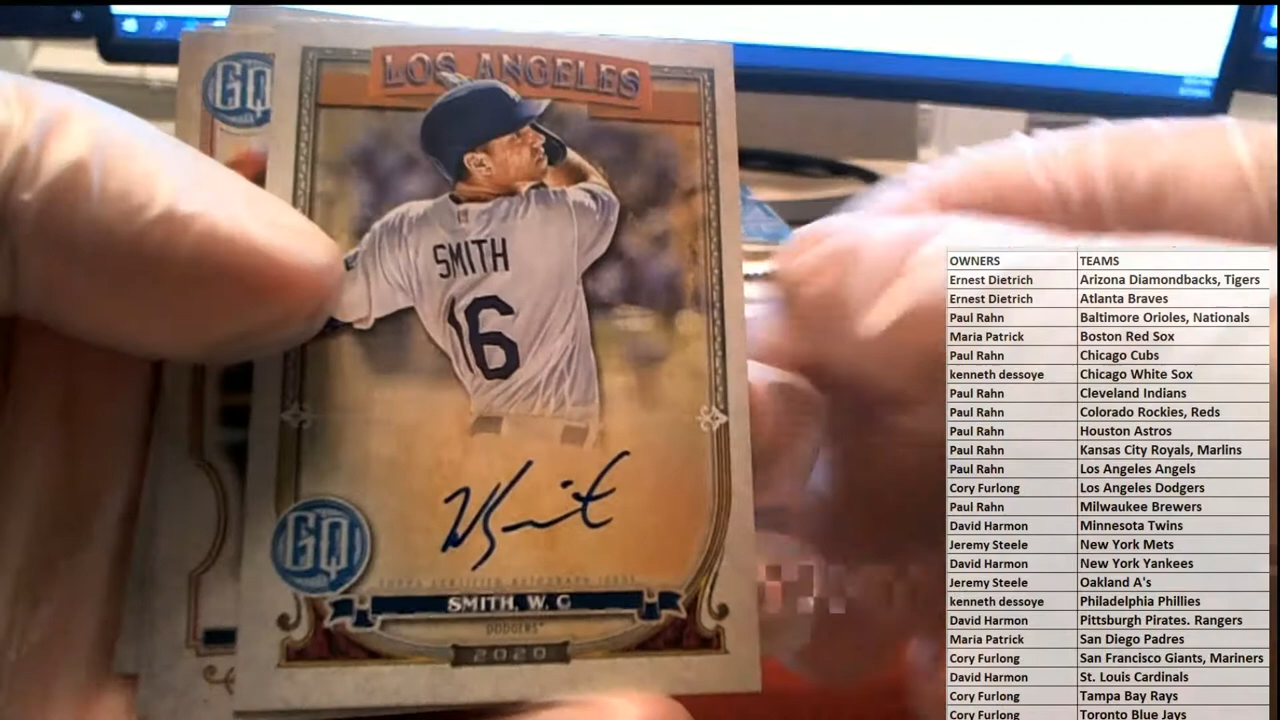 GQ
LOS ANGELES
SMITH
16
W Smit
GQ
TOPPS CERTIFIED AUTOGRAPH ISSUE
SMITH, W. C
DODGERS
2020
OWNERS TEAMS
Ernest Dietrich Arizona Diamondbacks, Tigers
Ernest Dietrich Atlanta Braves
Paul Rahn Baltimore Orioles, Nationals
Maria Patrick Boston Red Sox
Paul Rahn Chicago Cubs
kenneth dessoye Chicago White Sox
Paul Rahn Cleveland Indians
Paul Rahn Colorado Rockies, Reds
Paul Rahn Houston Astros
Paul Rahn Kansas City Royals, Marlins
Paul Rahn Los Angeles Angels
Cory Furlong Los Angeles Dodgers
Paul Rahn Milwaukee Brewers
David Harmon Minnesota Twins
Jeremy Steele New York Mets
David Harmon New York Yankees
Jeremy Steele Oakland A's
kenneth dessoye Philadelphia Phillies
David Harmon Pittsburgh Pirates. Rangers
Maria Patrick San Diego Padres
Cory Furlong San Francisco Giants, Mariners
David Harmon St. Louis Cardinals
Cory Furlong Tampa Bay Rays
Cory Furlong Toronto Blue Jays